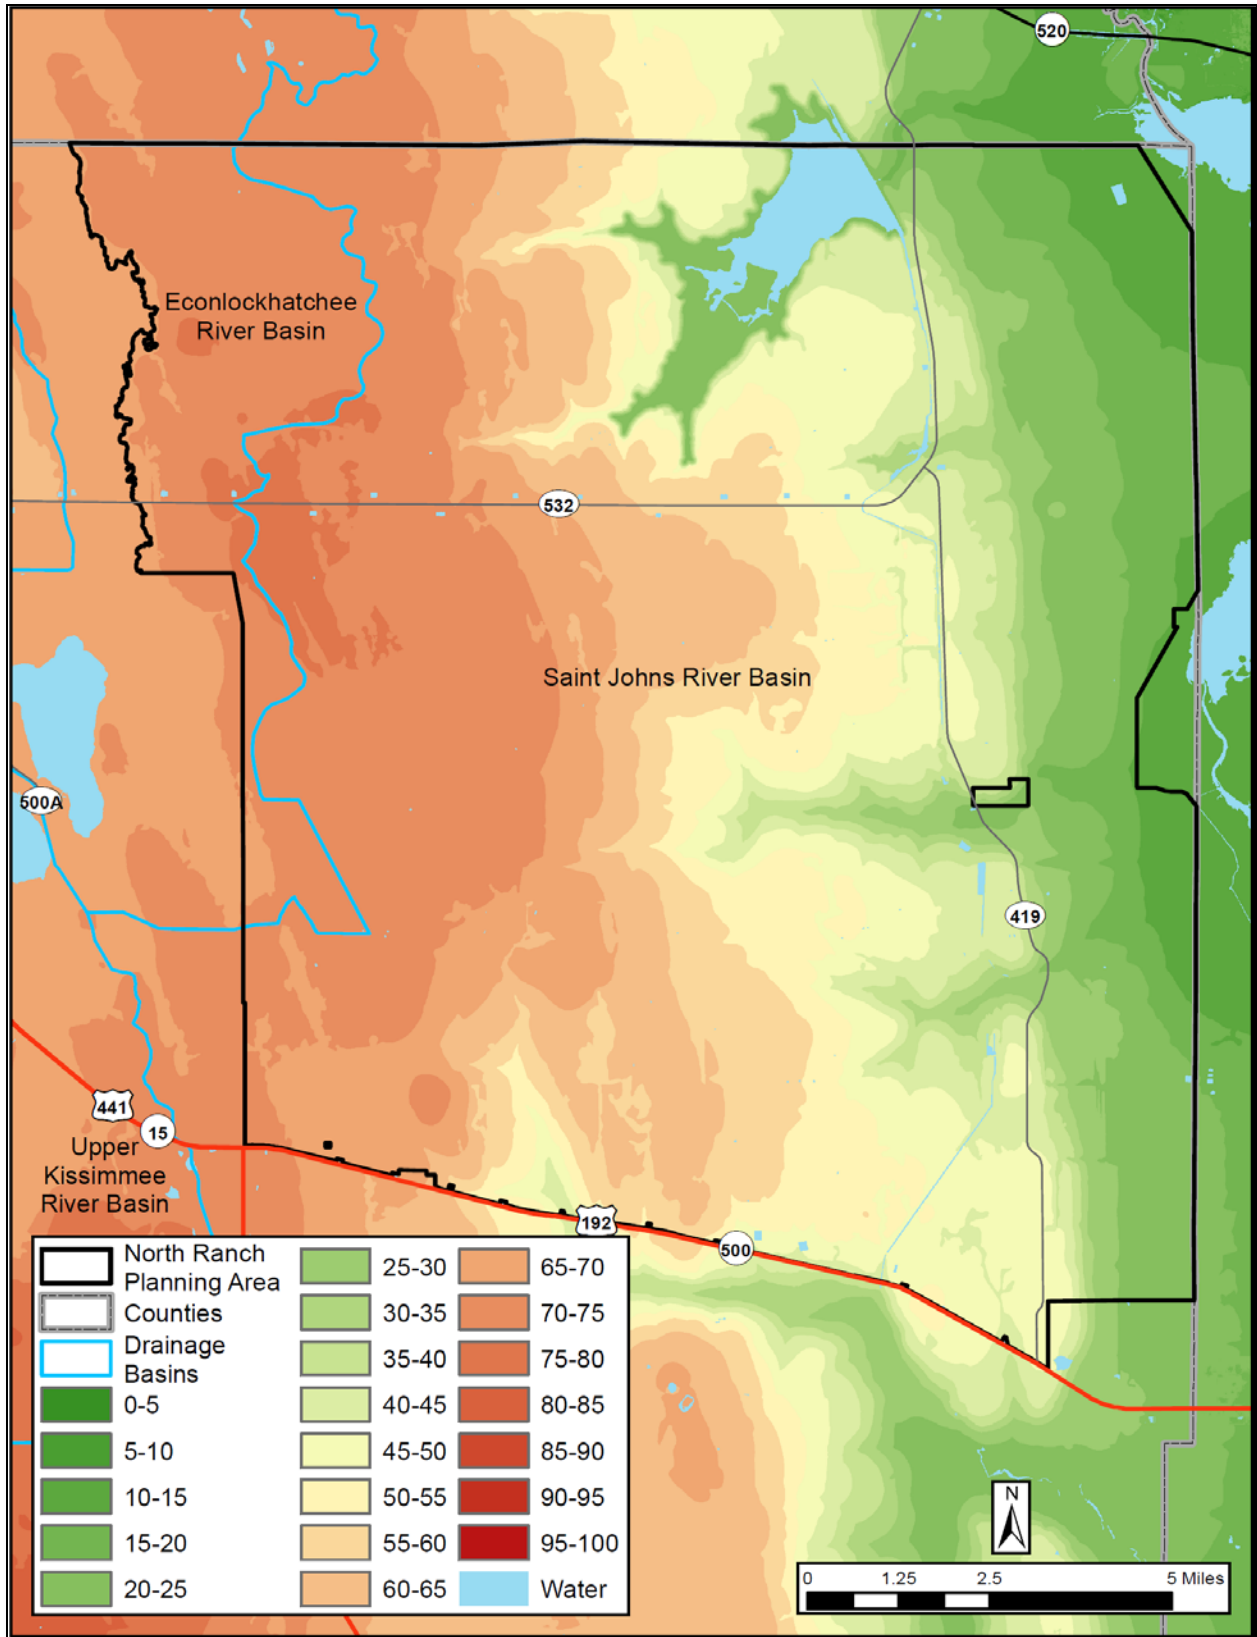 520
Econlockhatchee
River Basin
532
Saint Johns River Basin
500A
419
441
15
Upper
Kissimmee
River Basin
192
500
North Ranch
Planning Area
Counties
Drainage
Basins
0-5
5-10
10-15
15-20
20-25
25-30
30-35
35-40
40-45
45-50
50-55
55-60
60-65
65-70
70-75
75-80
80-85
85-90
90-95
95-100
Water
N
0 1.25 2.5 5 Miles